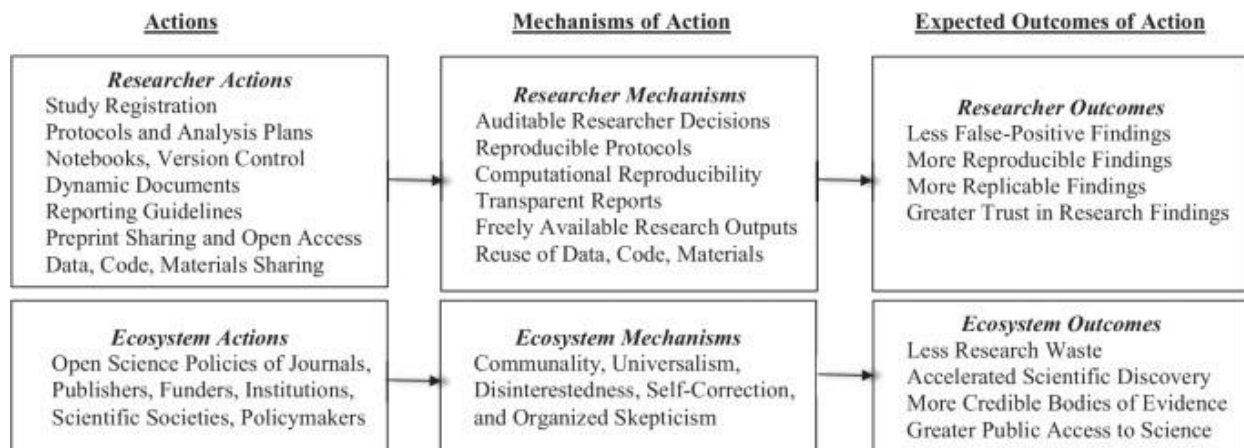 Actions
Mechanisms of Action
Expected Outcomes of Action
Researcher Actions
Study Registration
Protocols and Analysis Plans
Notebooks, Version Control
Dynamic Documents
Reporting Guidelines
Preprint Sharing and Open Access
Data, Code, Materials Sharing
Researcher Mechanisms
Auditable Researcher Decisions
Reproducible Protocols
Computational Reproducibility
Transparent Reports
Freely Available Research Outputs
Reuse of Data, Code, Materials
Researcher Outcomes
Less False-Positive Findings
More Reproducible Findings
More Replicable Findings
Greater Trust in Research Findings
Ecosystem Actions
Open Science Policies of Journals,
Publishers, Funders, Institutions,
Scientific Societies, Policymakers
Ecosystem Mechanisms
Communality, Universalism,
Disinterestedness, Self-Correction,
and Organized Skepticism
Ecosystem Outcomes
Less Research Waste
Accelerated Scientific Discovery
More Credible Bodies of Evidence
Greater Public Access to Science